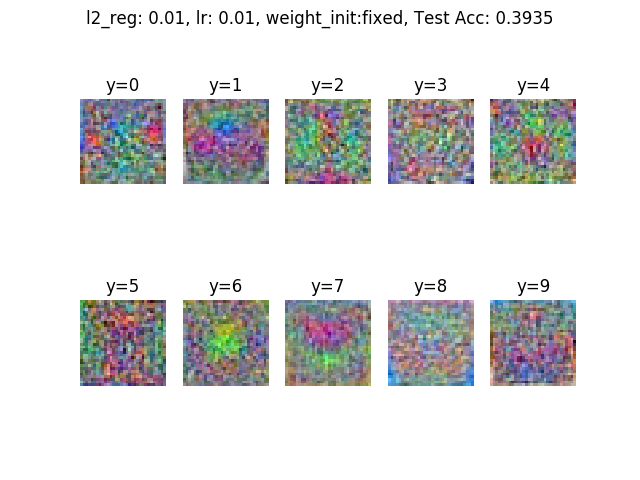 l2_reg: 0.01, lr: 0.01, weight_init:fixed, Test Acc: 0.3935
y=0 y=1 y=2 y=3 y=4
y=5 y=6 y=7 y=8 y=9